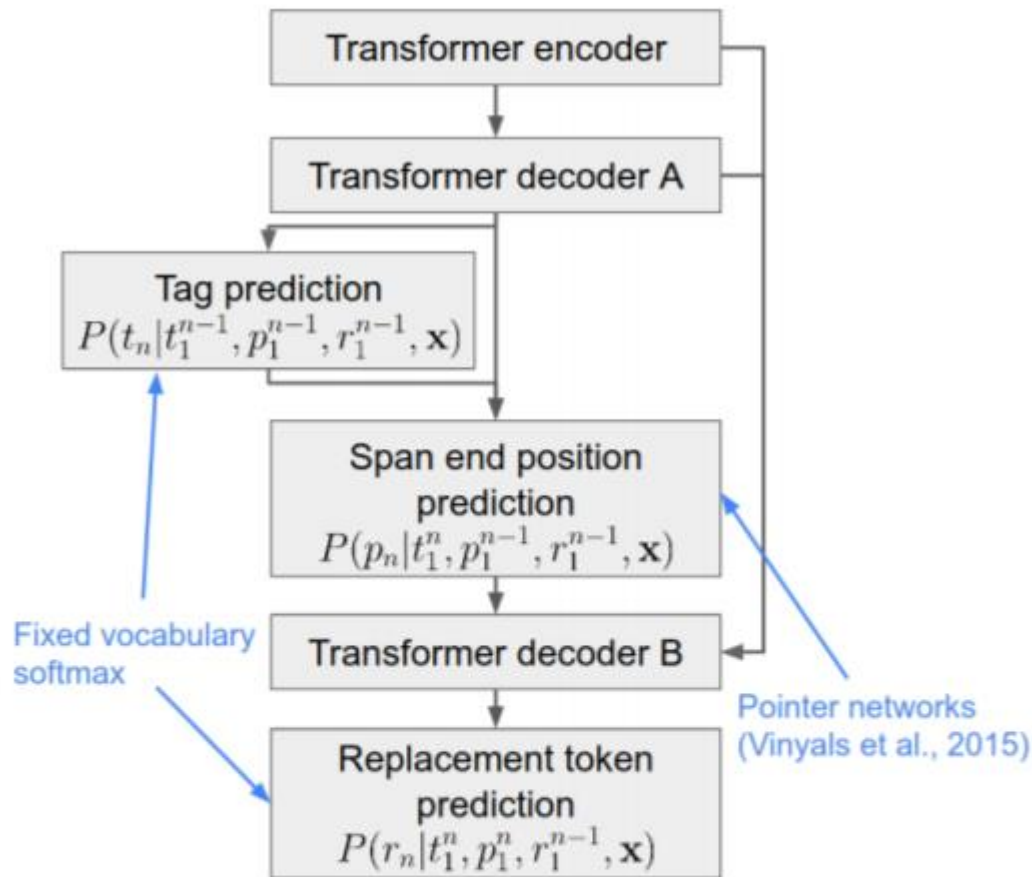 Transformer encoder
Transformer decoder A
Tag prediction
P(t_n|t_1^{n-1}, p_1^{n-1}, r_1^{n-1}, x)
Span end position
prediction
P(p_n|t_1^n, p_1^{n-1}, r_1^{n-1}, x)
Fixed vocabulary
softmax
Transformer decoder B
Pointer networks
(Vinyals et al., 2015)
Replacement token
prediction
P(r_n|t_1^n, p_1^n, r_1^{n-1}, x)